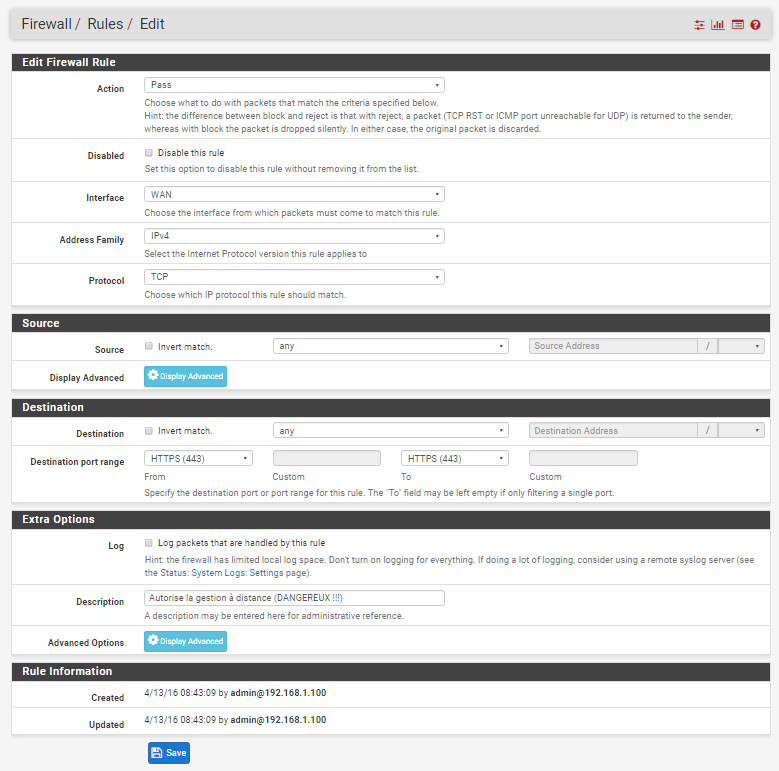 Firewall / Rules / Edit
Edit Firewall Rule
Action
Pass
Choose what to do with packets that match the criteria specified below.
Hint: the difference between block and reject is that with reject, a packet (TCP RST or ICMP port unreachable for UDP) is returned to the sender,
whereas with block the packet is dropped silently. In either case, the original packet is discarded.
Disabled
Disable this rule
Set this option to disable this rule without removing it from the list.
Interface
WAN
Choose the interface from which packets must come to match this rule.
Address Family
IPv4
Select the Internet Protocol version this rule applies to
Protocol
TCP
Choose which IP protocol this rule should match.
Source
Source
Invert match.
any
Source Address
/
Display Advanced
Display Advanced
Destination
Destination
Invert match.
any
Destination Address
/
Destination port range
HTTPS (443)
HTTPS (443)
From
Custom
To
Custom
Specify the destination port or port range for this rule. The "To" field may be left empty if only filtering a single port.
Extra Options
Log
Log packets that are handled by this rule
Hint: the firewall has limited local log space. Don't turn on logging for everything. If doing a lot of logging, consider using a remote syslog server (see
the Status: System Logs: Settings page).
Description
Autorise la gestion à distance (DANGEREUX !!!)
A description may be entered here for administrative reference.
Advanced Options
Display Advanced
Rule Information
Created
4/13/16 08:43:09 by admin@192.168.1.100
Updated
4/13/16 08:43:09 by admin@192.168.1.100
Save